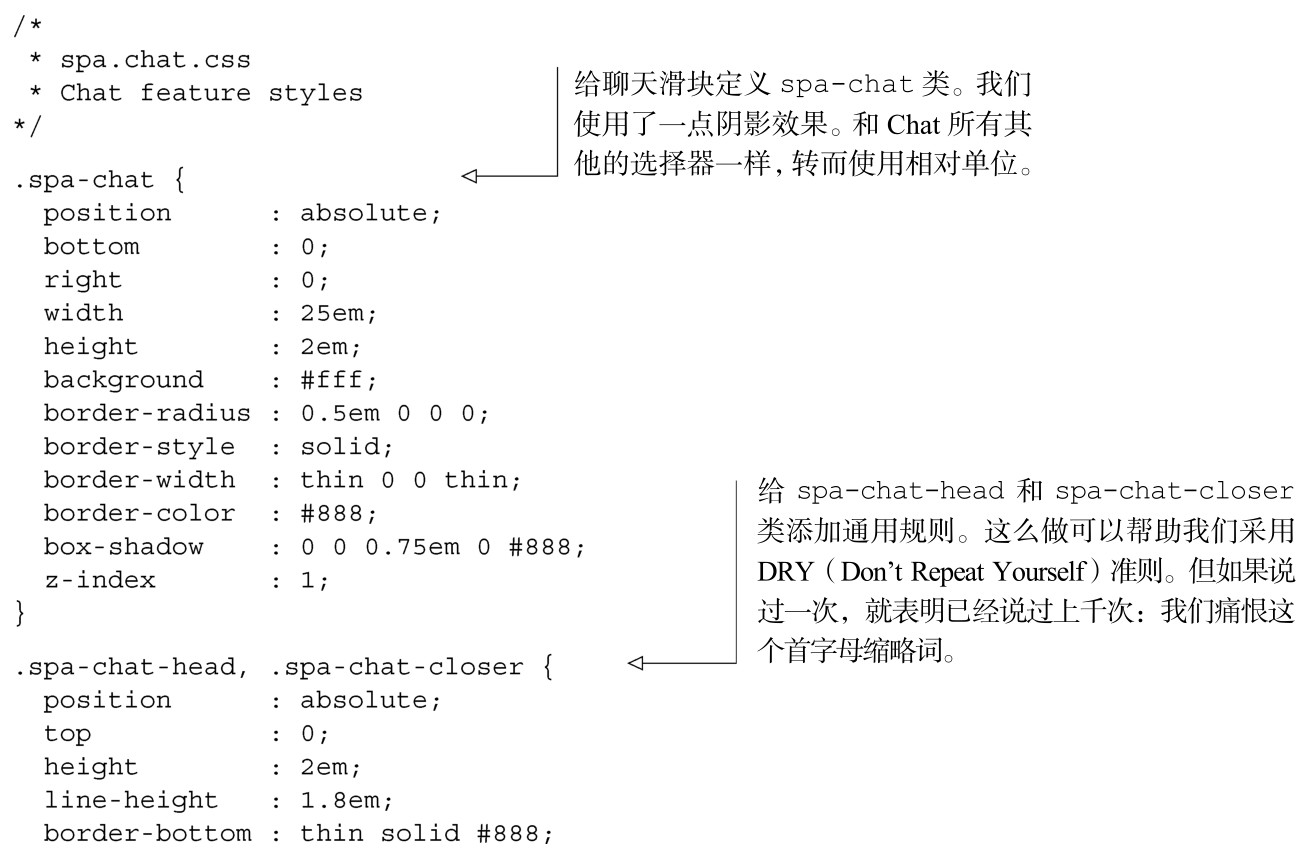 /*
 * spa.chat.css
 * Chat feature styles
*/
给聊天滑块定义 spa-chat 类。我们
使用了一点阴影效果。和 Chat 所有其
他的选择器一样，转而使用相对单位。
.spa-chat {
  position      : absolute;
  bottom        : 0;
  right         : 0;
  width         : 25em;
  height        : 2em;
  background    : #fff;
  border-radius : 0.5em 0 0 0;
  border-style  : solid;
  border-width  : thin 0 0 thin;
  border-color  : #888;
  box-shadow    : 0 0 0.75em 0 #888;
  z-index       : 1;
}
给 spa-chat-head 和 spa-chat-closer
类添加通用规则。这么做可以帮助我们采用
DRY（Don’t Repeat Yourself）准则。但如果说
过一次，就表明已经说过上千次：我们痛恨这
个首字母缩略词。
.spa-chat-head, .spa-chat-closer {
  position      : absolute;
  top           : 0;
  height        : 2em;
  line-height   : 1.8em;
  border-bottom : thin solid #888;